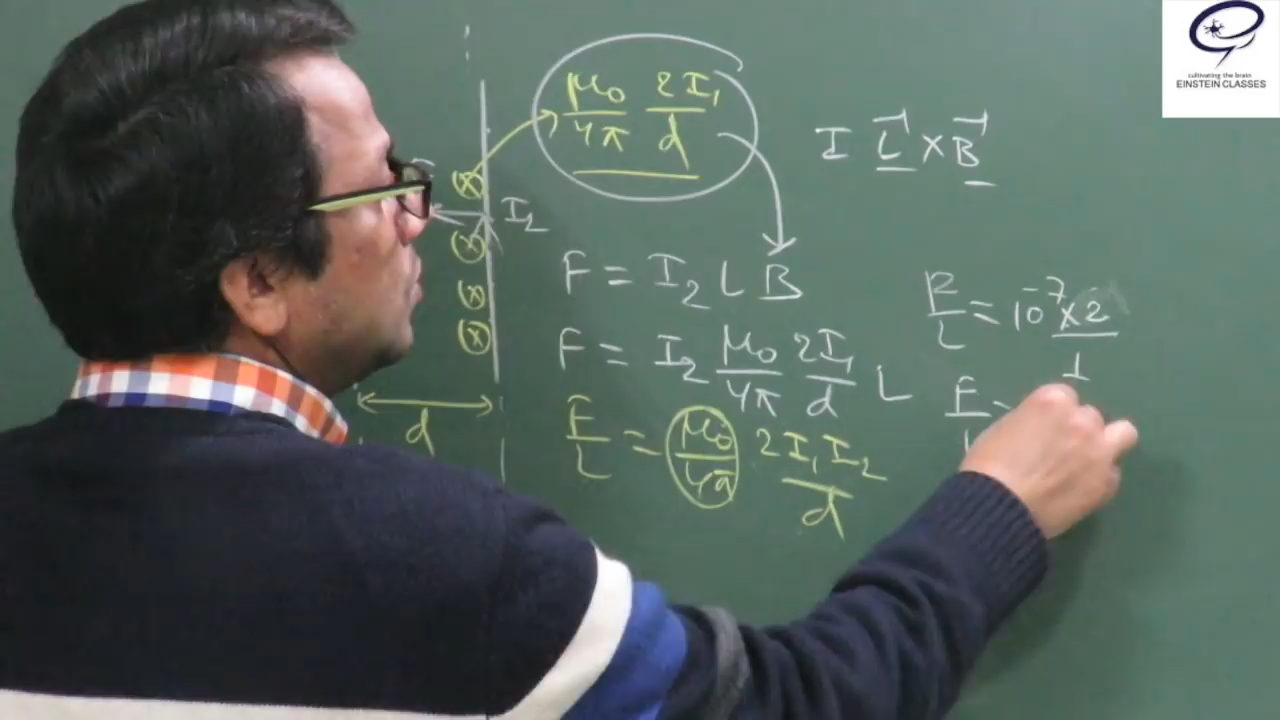 cultivating the brain
EINSTEIN CLASSES
μ₀/4π 2I₁/d
I L⃗ × B⃗
I₂
F = I₂ L B
F/L = 10⁻⁷ × 2/1
F = I₂ μ₀/4π 2I₁/d L
F/L =
d
F/L = μ₀/4π 2I₁I₂/d